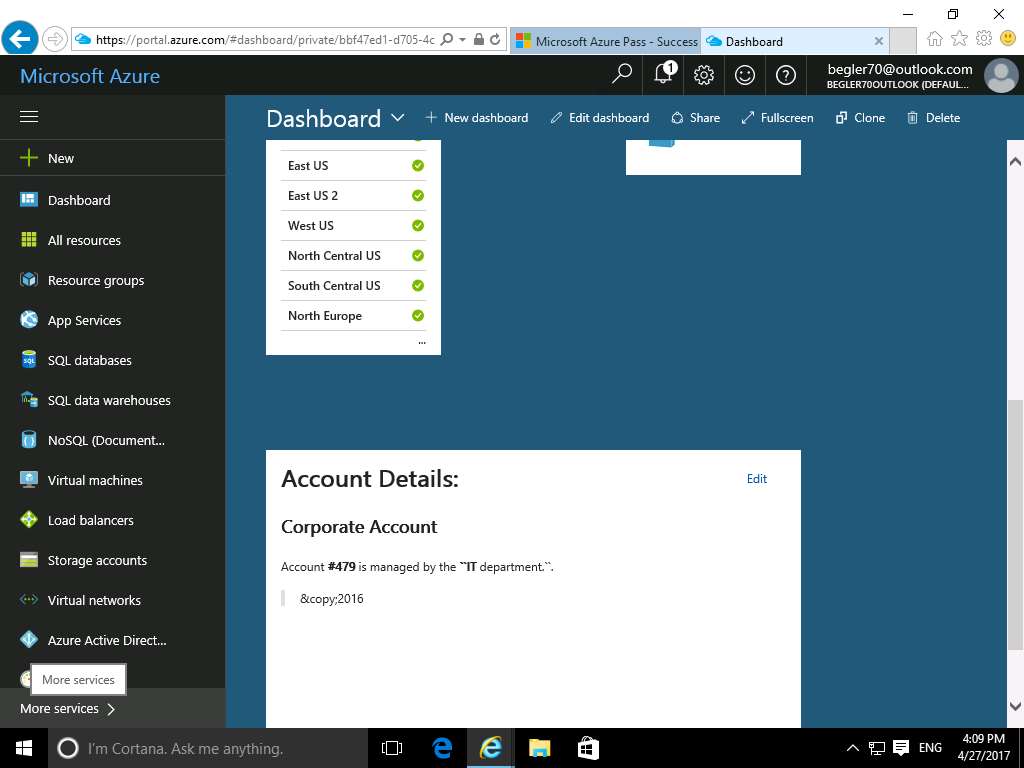 https://portal.azure.com/#dashboard/private/bbf47ed1-d705-4c
Microsoft Azure Pass - Success
Dashboard
Microsoft Azure
1
begler70@outlook.com
BEGLER70OUTLOOK (DEFAUL...
Dashboard
New dashboard
Edit dashboard
Share
Fullscreen
Clone
Delete
New
Dashboard
All resources
Resource groups
App Services
SQL databases
SQL data warehouses
NoSQL (Document...
Virtual machines
Load balancers
Storage accounts
Virtual networks
Azure Active Direct...
More services
More services
East US
East US 2
West US
North Central US
South Central US
North Europe
...
Account Details:
Edit
Corporate Account
Account #479 is managed by the ``IT department.``.
&copy;2016
I'm Cortana. Ask me anything.
ENG
4:09 PM
4/27/2017